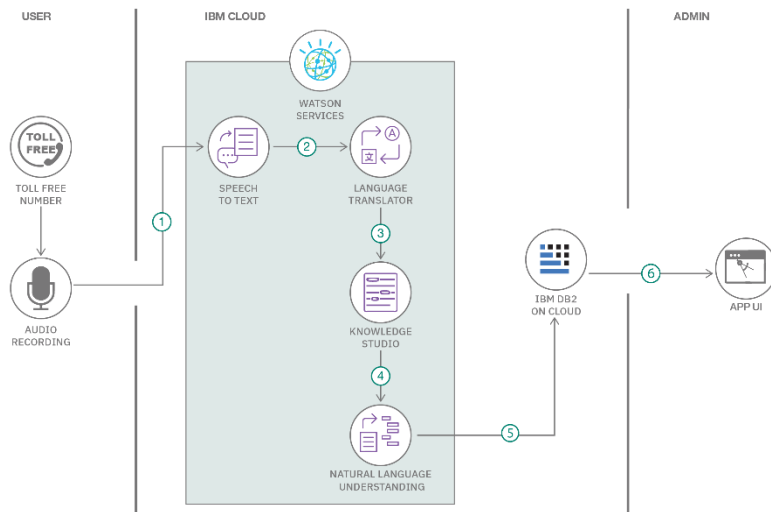 USER
IBM CLOUD
ADMIN
WATSON
SERVICES
TOLL
FREE
TOLL FREE
NUMBER
1
AUDIO
RECORDING
SPEECH
TO TEXT
2
A
文
LANGUAGE
TRANSLATOR
3
KNOWLEDGE
STUDIO
4
NATURAL LANGUAGE
UNDERSTANDING
5
IBM DB2
ON CLOUD
6
APP UI